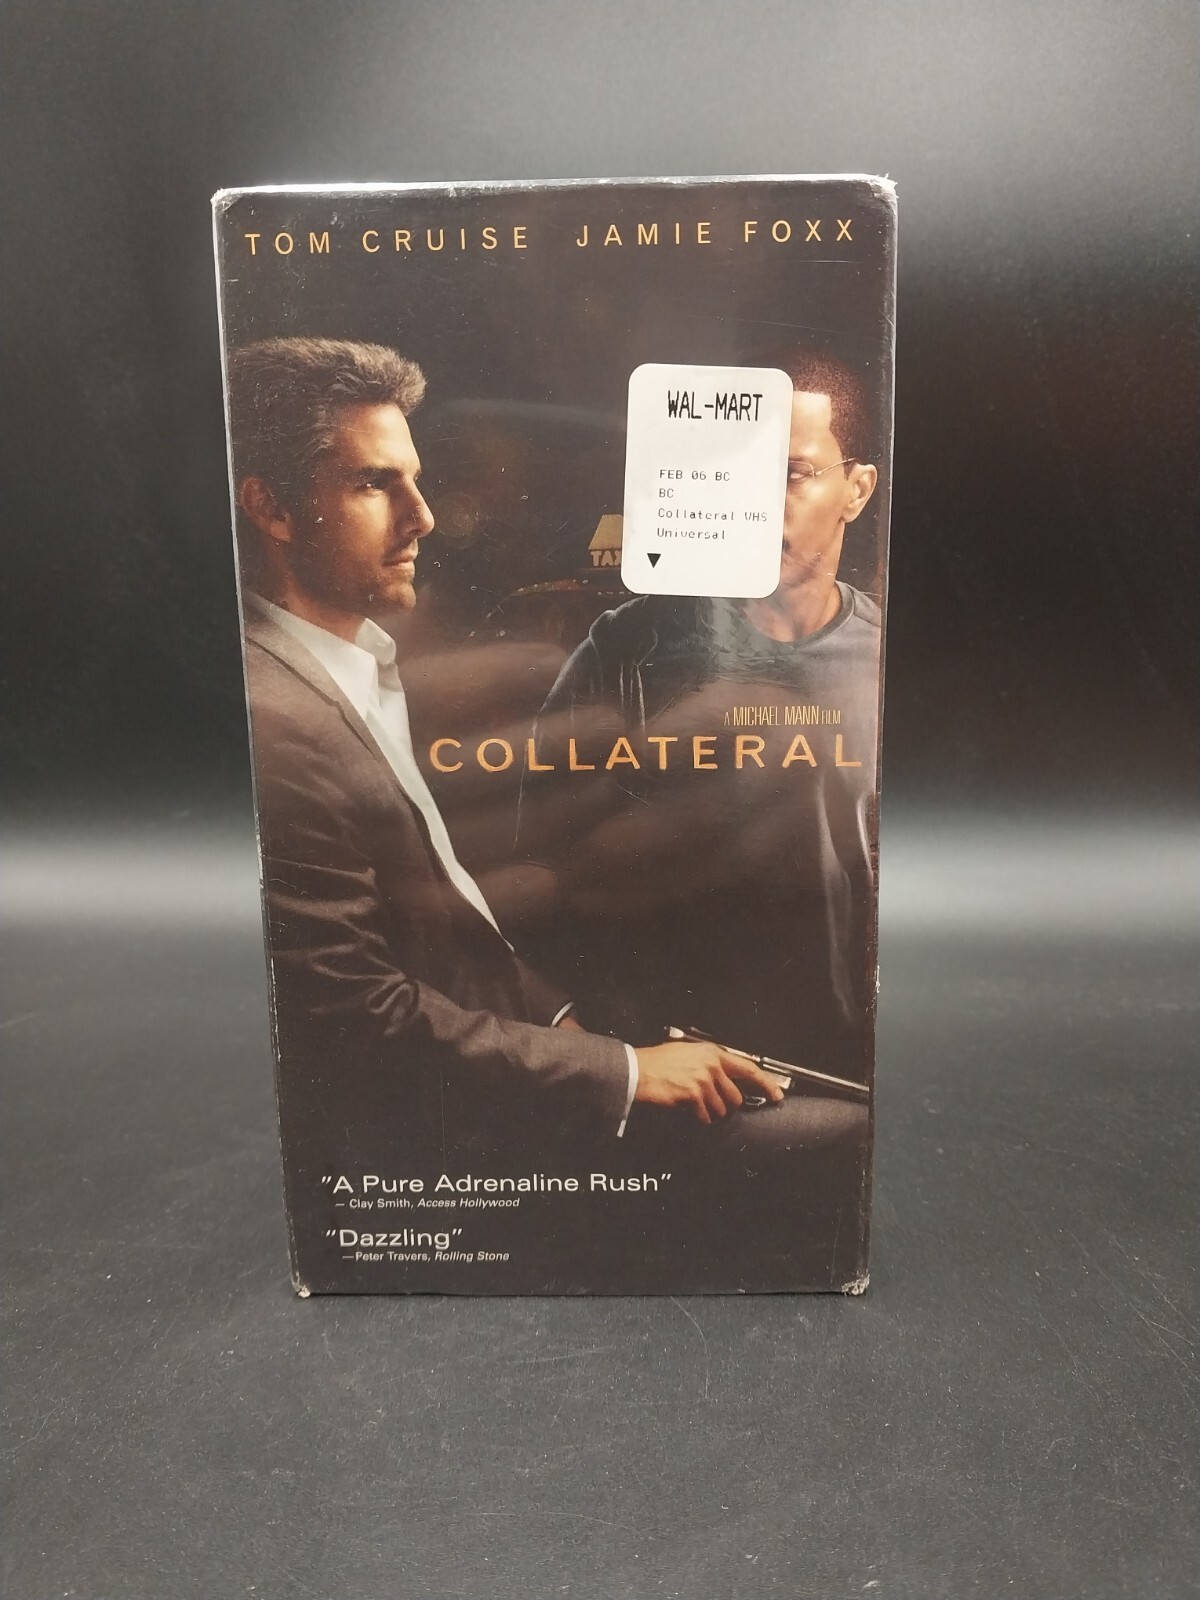 TOM CRUISE JAMIE FOXX
WAL-MART
FEB 06 BC
BC
Collateral VHS
Universal
TAX
A MICHAEL MANN FILM
COLLATERAL
"A Pure Adrenaline Rush"
— Clay Smith, Access Hollywood
"Dazzling"
—Peter Travers, Rolling Stone